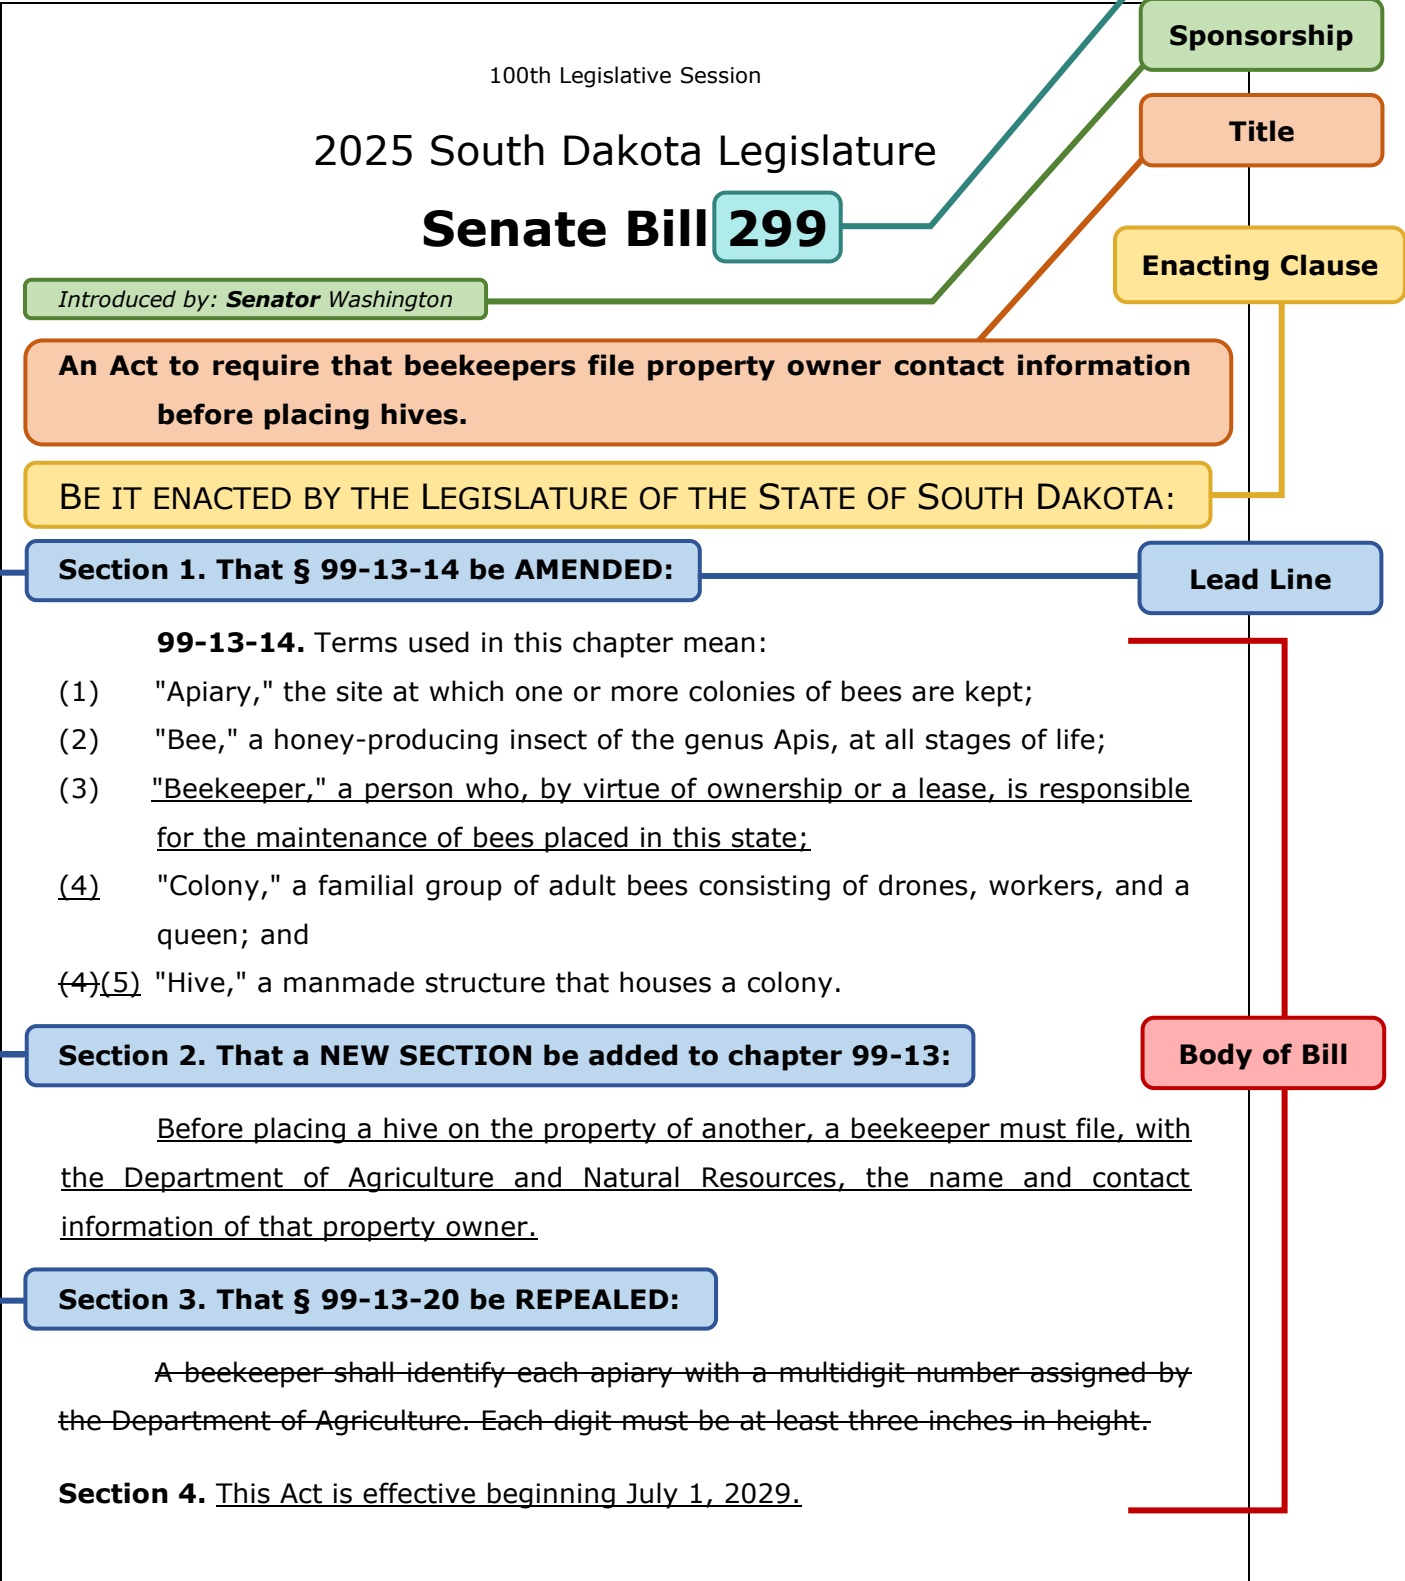 Sponsorship
100th Legislative Session
Title
2025 South Dakota Legislature
Senate Bill 299
Enacting Clause
Introduced by: Senator Washington
An Act to require that beekeepers file property owner contact information
before placing hives.
BE IT ENACTED BY THE LEGISLATURE OF THE STATE OF SOUTH DAKOTA:
Section 1. That § 99-13-14 be AMENDED:
Lead Line
99-13-14. Terms used in this chapter mean:
(1) "Apiary," the site at which one or more colonies of bees are kept;
(2) "Bee," a honey-producing insect of the genus Apis, at all stages of life;
(3) "Beekeeper," a person who, by virtue of ownership or a lease, is responsible
for the maintenance of bees placed in this state;
(4) "Colony," a familial group of adult bees consisting of drones, workers, and a
queen; and
(4)(5) "Hive," a manmade structure that houses a colony.
Section 2. That a NEW SECTION be added to chapter 99-13:
Body of Bill
Before placing a hive on the property of another, a beekeeper must file, with
the Department of Agriculture and Natural Resources, the name and contact
information of that property owner.
Section 3. That § 99-13-20 be REPEALED:
A beekeeper shall identify each apiary with a multidigit number assigned by
the Department of Agriculture. Each digit must be at least three inches in height.
Section 4. This Act is effective beginning July 1, 2029.